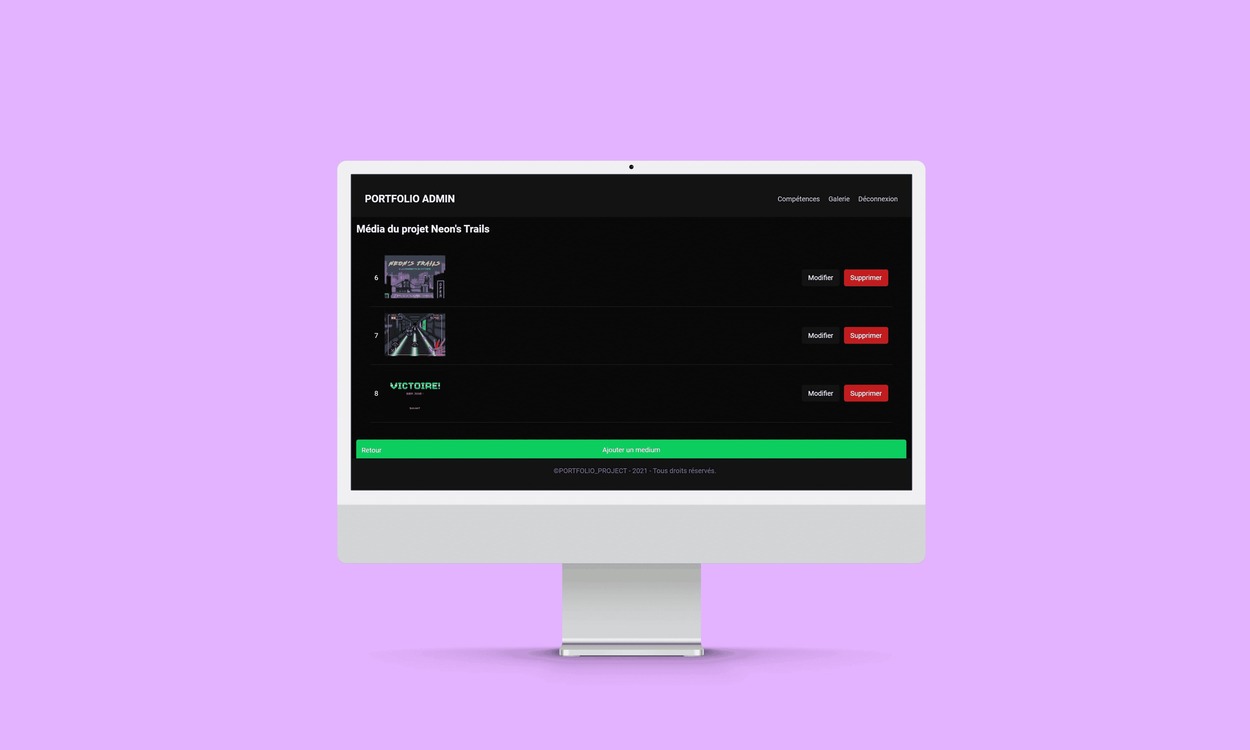 PORTFOLIO ADMIN
Compétences Galerie Déconnexion
Média du projet Neon's Trails
6 NEON'S TRAILS Modifier Supprimer
7 Modifier Supprimer
8 VICTOIRE! Modifier Supprimer
Retour Ajouter un medium
©PORTFOLIO_PROJECT - 2021 - Tous droits réservés.